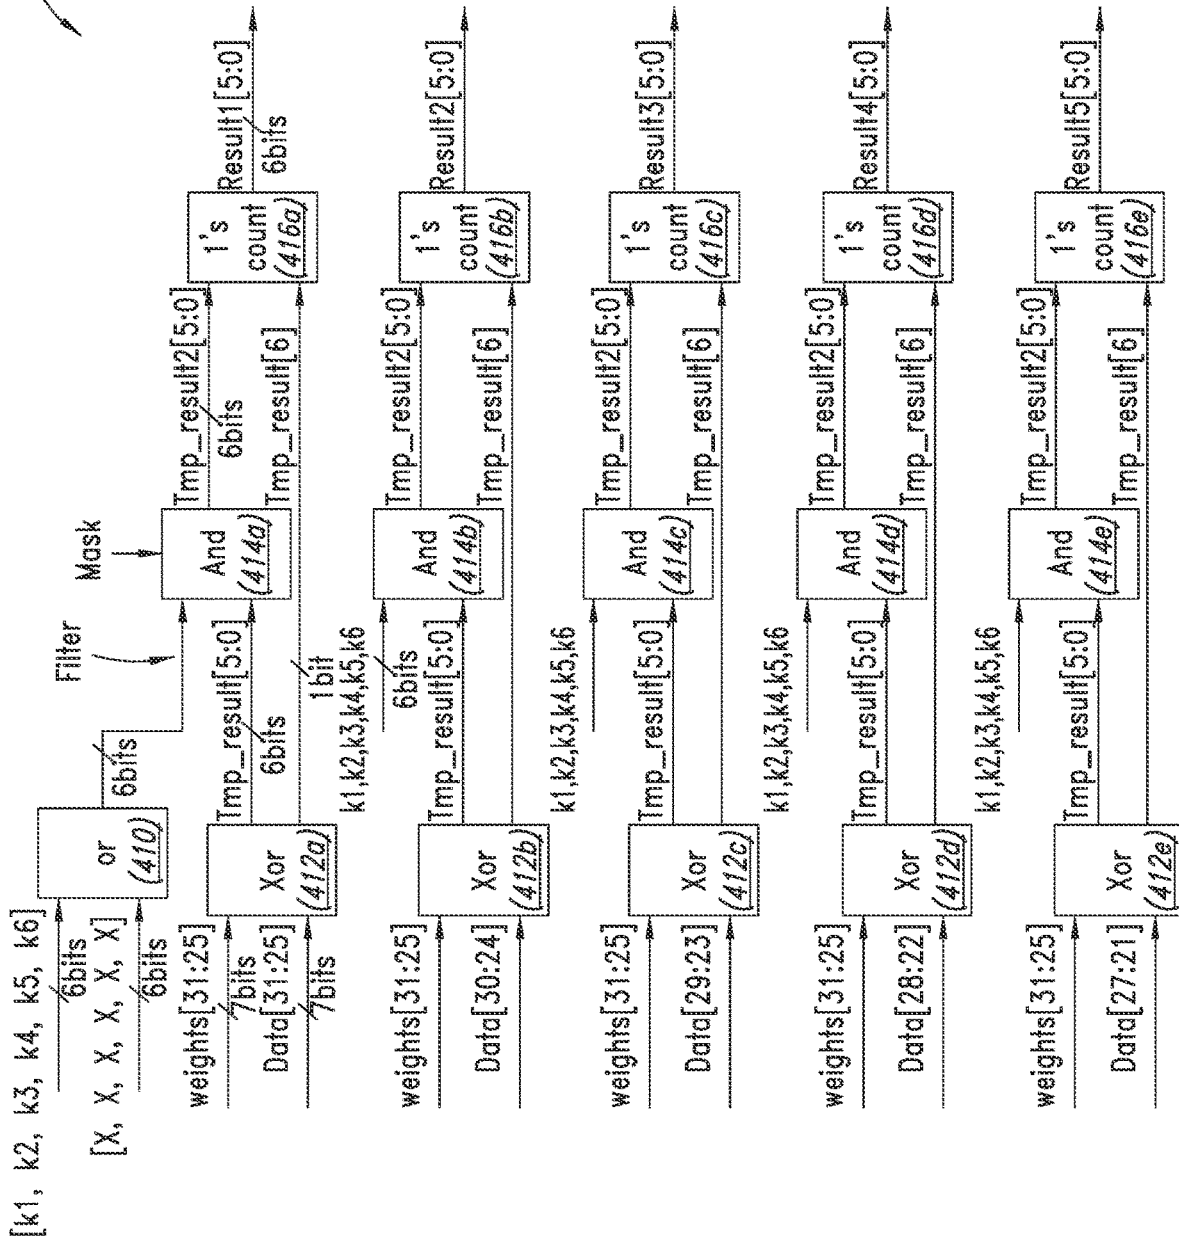 [k1, k2, k3, k4, k5, k6]
6bits
[X, X, X, X, X, X]
6bits
or
(410)
6bits
Filter
Mask
weights[31:25]
7bits
Data[31:25]
7bits
Xor
(412a)
Tmp_result[5:0]
6bits
1bit
And
(414a)
Tmp_result2[5:0]
6bits
Tmp_result[6]
1's
count
(416a)
Result1[5:0]
6bits
weights[31:25]
Data[30:24]
Xor
(412b)
k1,k2,k3,k4,k5,k6
6bits
Tmp_result[5:0]
And
(414b)
Tmp_result2[5:0]
Tmp_result[6]
1's
count
(416b)
Result2[5:0]
weights[31:25]
Data[29:23]
Xor
(412c)
k1,k2,k3,k4,k5,k6
Tmp_result[5:0]
And
(414c)
Tmp_result2[5:0]
Tmp_result[6]
1's
count
(416c)
Result3[5:0]
weights[31:25]
Data[28:22]
Xor
(412d)
k1,k2,k3,k4,k5,k6
Tmp_result[5:0]
And
(414d)
Tmp_result2[5:0]
Tmp_result[6]
1's
count
(416d)
Result4[5:0]
weights[31:25]
Data[27:21]
Xor
(412e)
k1,k2,k3,k4,k5,k6
Tmp_result[5:0]
And
(414e)
Tmp_result2[5:0]
Tmp_result[6]
1's
count
(416e)
Result5[5:0]